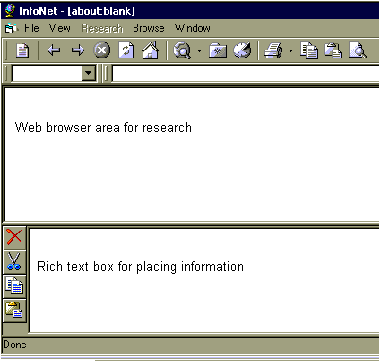 InfoNet - [about:blank]
File View Research Browse Window
Web browser area for research
Rich text box for placing information
Done